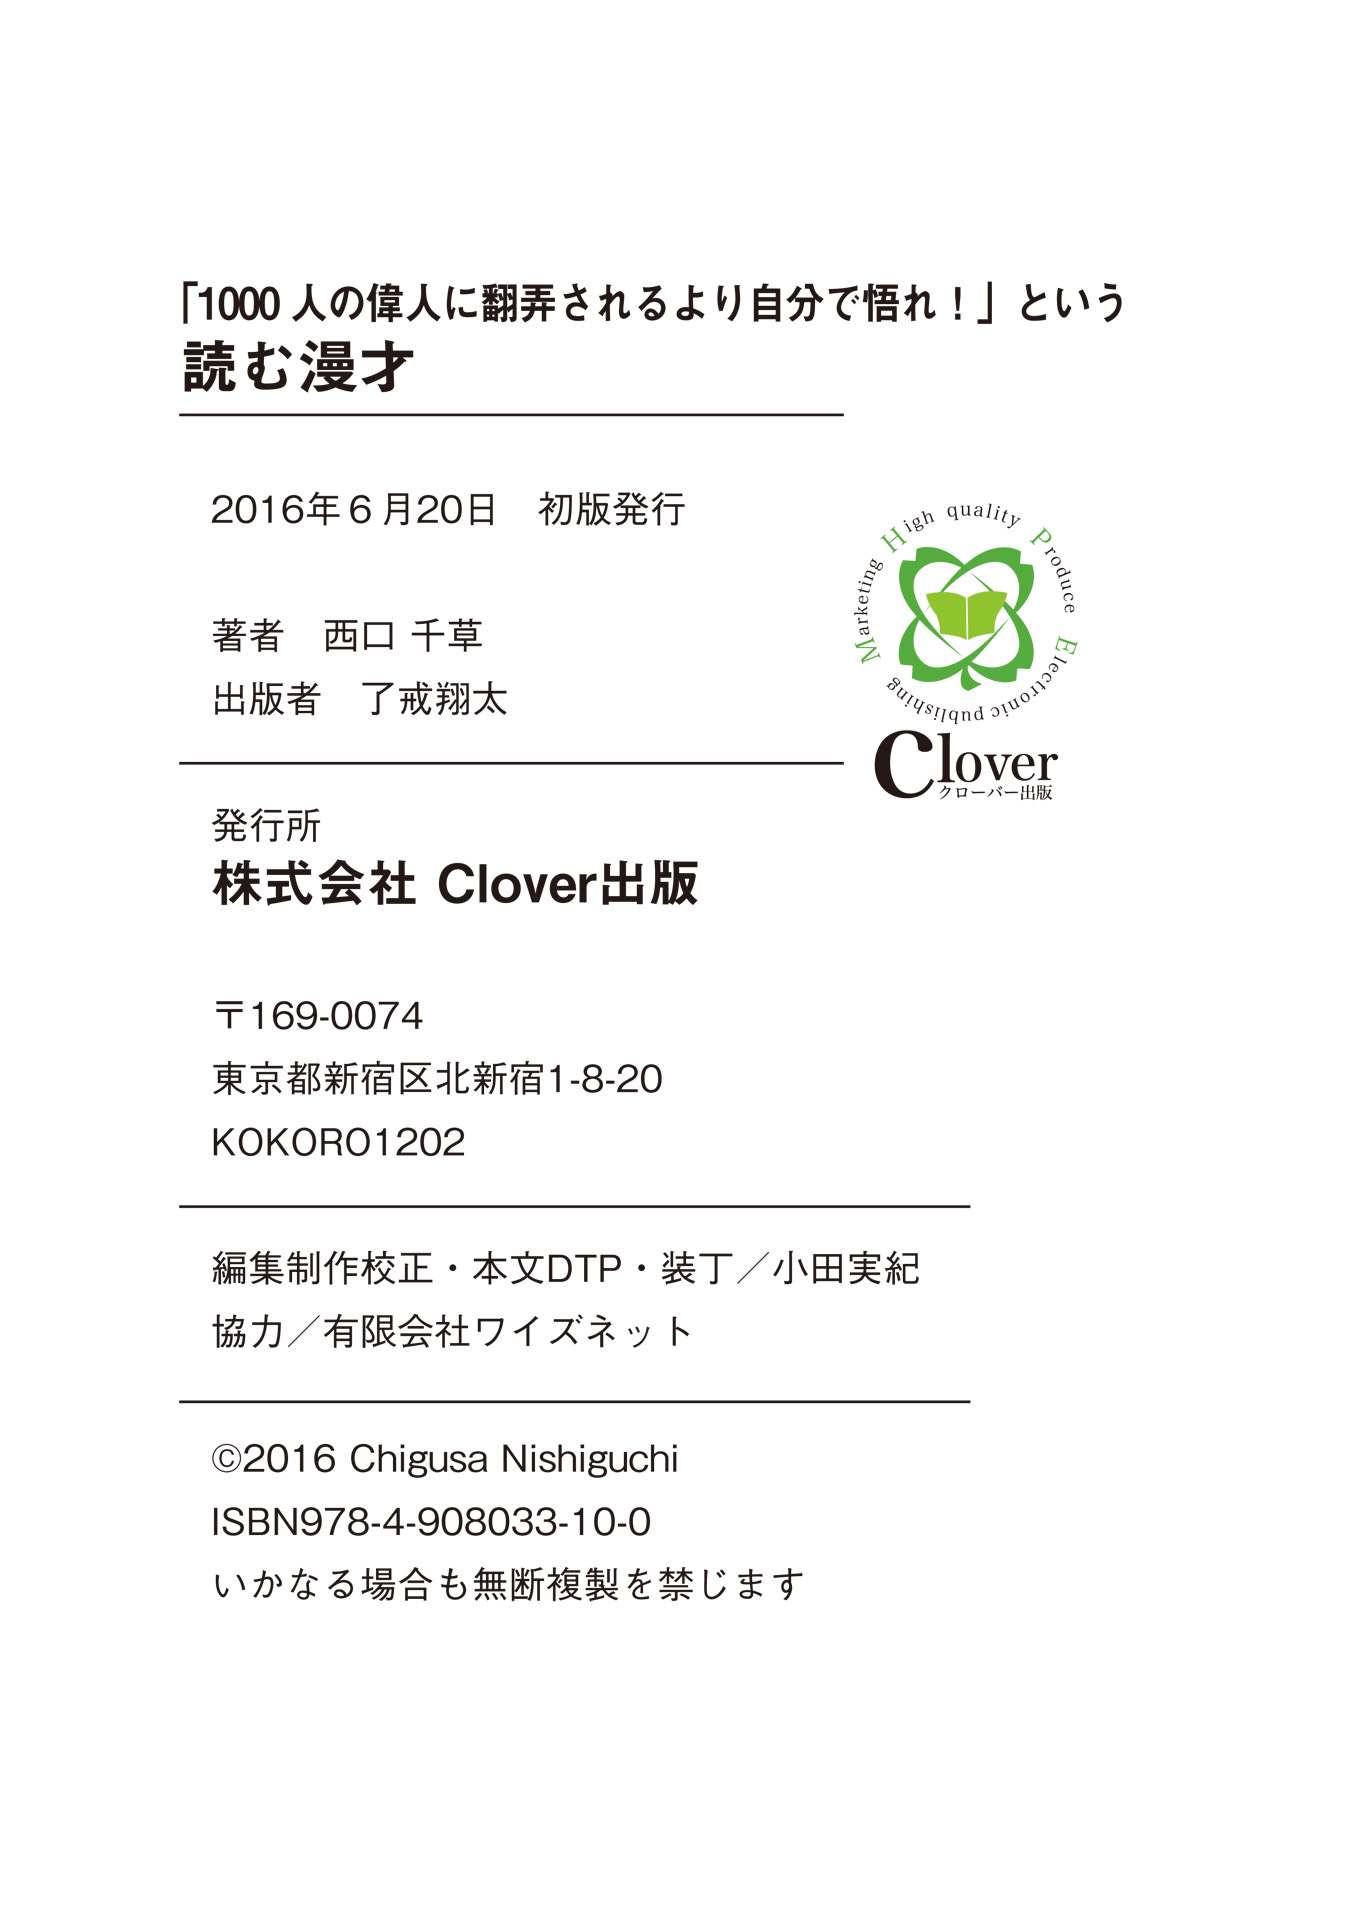 「1000 人の偉人に翻弄されるより自分で悟れ！」という
読む漫才
2016年６月20日　初版発行
著者　西口 千草
出版者　了戒翔太
High quality Produce Electronic publishing Marketing
Clover
クローバー出版
発行所
株式会社 Clover出版
〒169-0074
東京都新宿区北新宿1-8-20
KOKORO1202
編集制作校正・本文DTP・装丁／小田実紀
協力／有限会社ワイズネット
©2016 Chigusa Nishiguchi
ISBN978-4-908033-10-0
いかなる場合も無断複製を禁じます